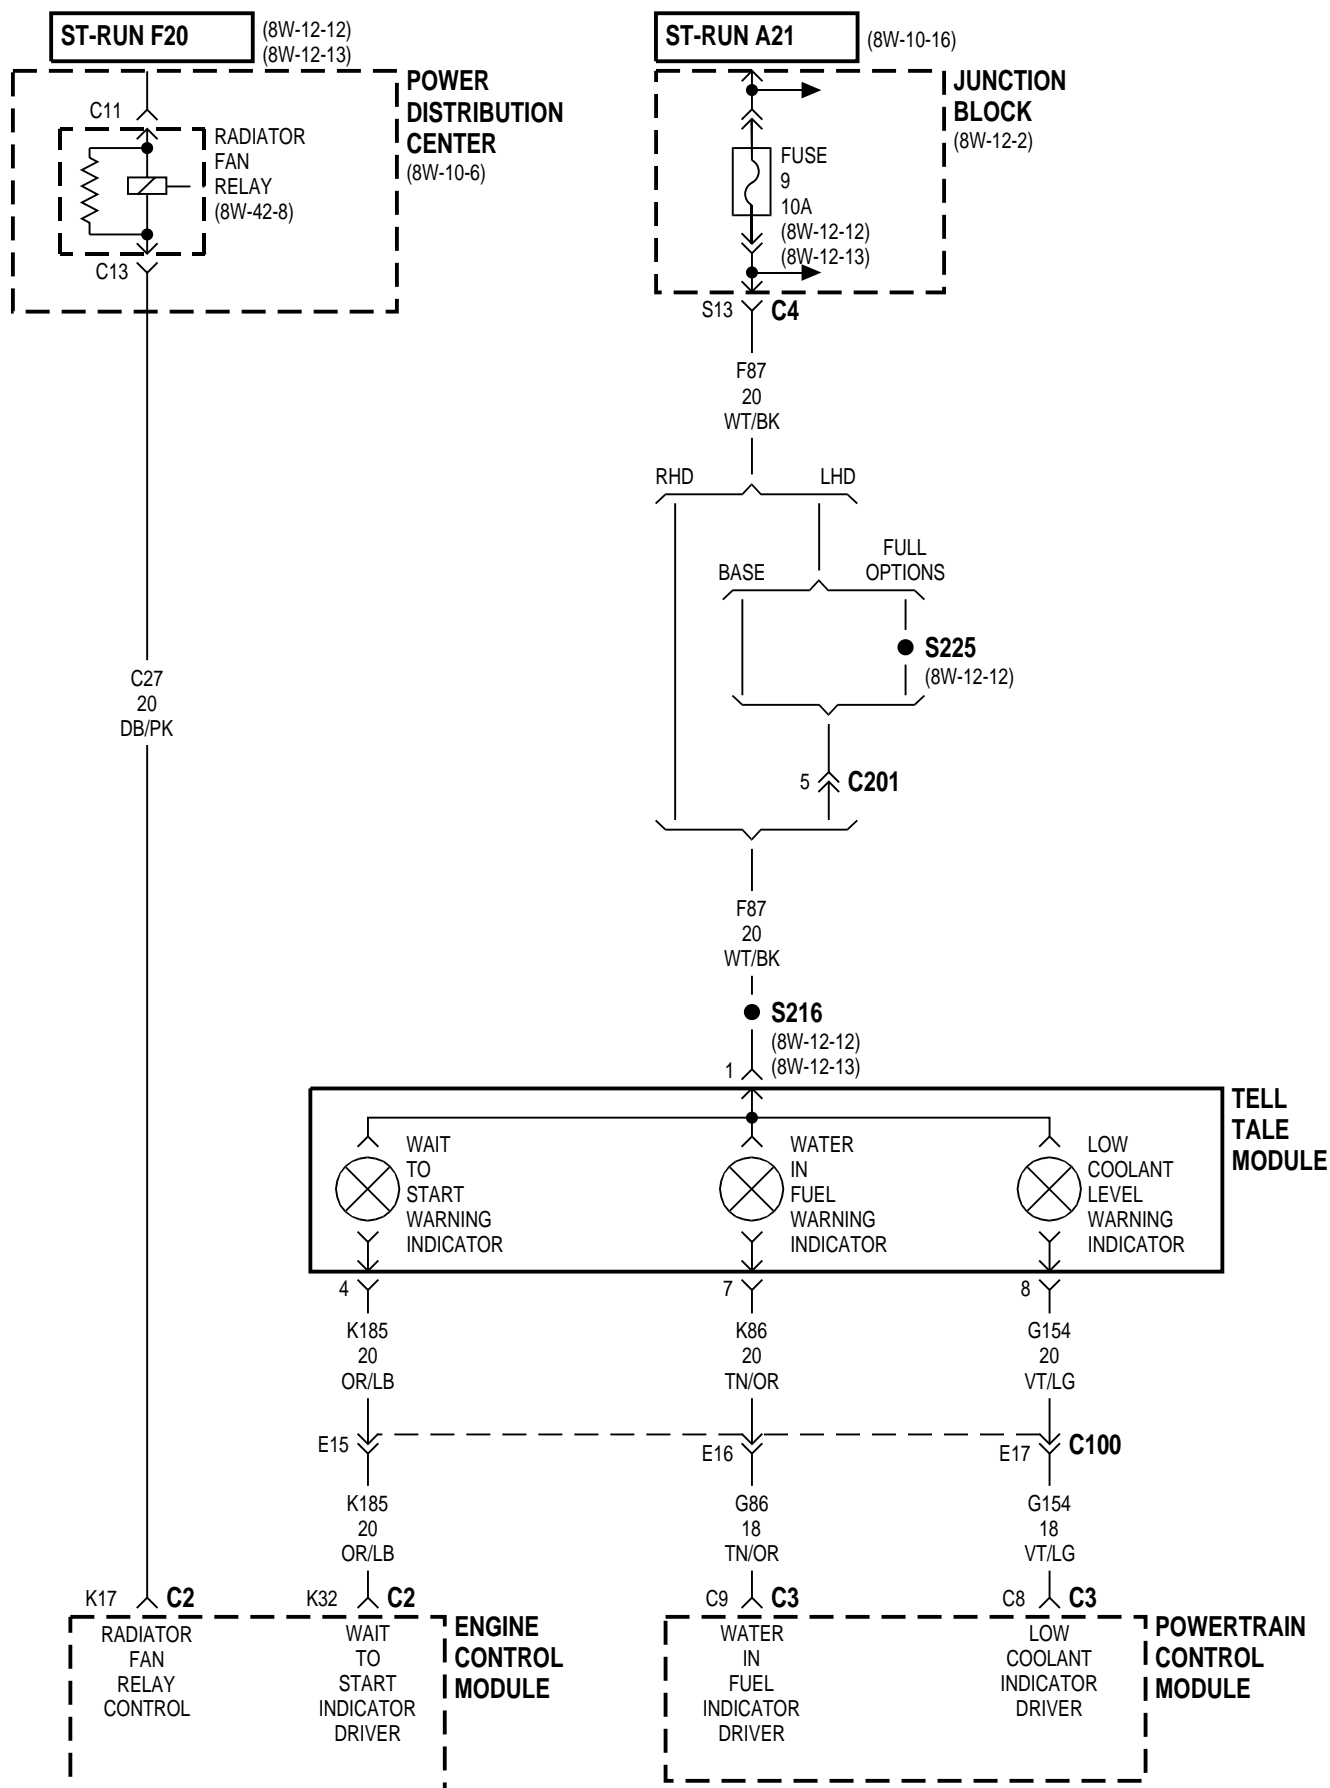 ST-RUN F20
(8W-12-12)
(8W-12-13)
POWER
DISTRIBUTION
CENTER
(8W-10-6)
C11
RADIATOR
FAN
RELAY
(8W-42-8)
C13
ST-RUN A21
(8W-10-16)
JUNCTION
BLOCK
(8W-12-2)
FUSE
9
10A
(8W-12-12)
(8W-12-13)
S13
C4
F87
20
WT/BK
RHD
LHD
BASE
FULL
OPTIONS
S225
(8W-12-12)
5
C201
C27
20
DB/PK
F87
20
WT/BK
S216
(8W-12-12)
(8W-12-13)
1
TELL
TALE
MODULE
WAIT
TO
START
WARNING
INDICATOR
WATER
IN
FUEL
WARNING
INDICATOR
LOW
COOLANT
LEVEL
WARNING
INDICATOR
4
7
8
K185
20
OR/LB
K86
20
TN/OR
G154
20
VT/LG
E15
E16
E17
C100
K185
20
OR/LB
G86
18
TN/OR
G154
18
VT/LG
K17
C2
K32
C2
C9
C3
C8
C3
RADIATOR
FAN
RELAY
CONTROL
WAIT
TO
START
INDICATOR
DRIVER
ENGINE
CONTROL
MODULE
WATER
IN
FUEL
INDICATOR
DRIVER
LOW
COOLANT
INDICATOR
DRIVER
POWERTRAIN
CONTROL
MODULE